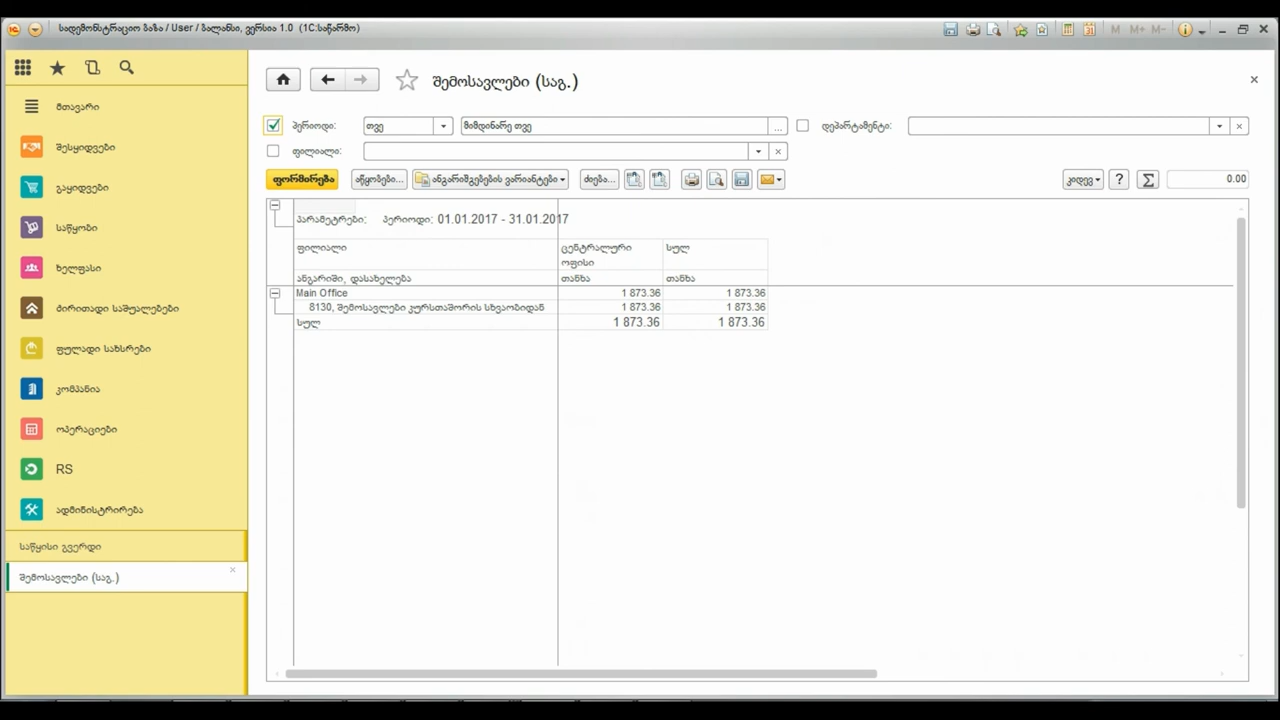 სადემონსტრაციო ბაზა / User / ბალანსი, ვერსია 1.0 (1C:საწარმო)
M M+ M-
მთავარი
შესყიდვები
გაყიდვები
საწყობი
ხელფასი
ძირითადი საშუალებები
ფულადი სახსრები
კომპანია
ოპერაციები
RS
ადმინისტრირება
საწყისი გვერდი
შემოსავლები (საგ.)
შემოსავლები (საგ.)
პერიოდი: თვე მიმდინარე თვე ... დეპარტამენტი:
ფილიალი:
ფორმირება აწყობები... ანგარიშგებების ვარიანტები ძიება... კიდევ ? Σ 0.00
პარამეტრები: პერიოდი: 01.01.2017 - 31.01.2017
ფილიალი ცენტრალური ოფისი სულ
ანგარიში, დასახელება თანხა თანხა
Main Office 1 873.36 1 873.36
8130, შემოსავლები კურსთაშორის სხვაობიდან 1 873.36 1 873.36
სულ 1 873.36 1 873.36